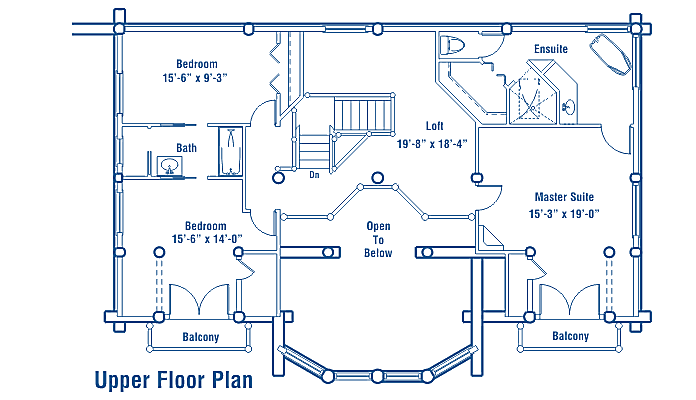 Bedroom
15'-6" x 9'-3"
Ensuite
Loft
19'-8" x 18'-4"
Bath
Dn
Master Suite
15'-3" x 19'-0"
Bedroom
15'-6" x 14'-0"
Open
To
Below
Balcony
Balcony
Upper Floor Plan